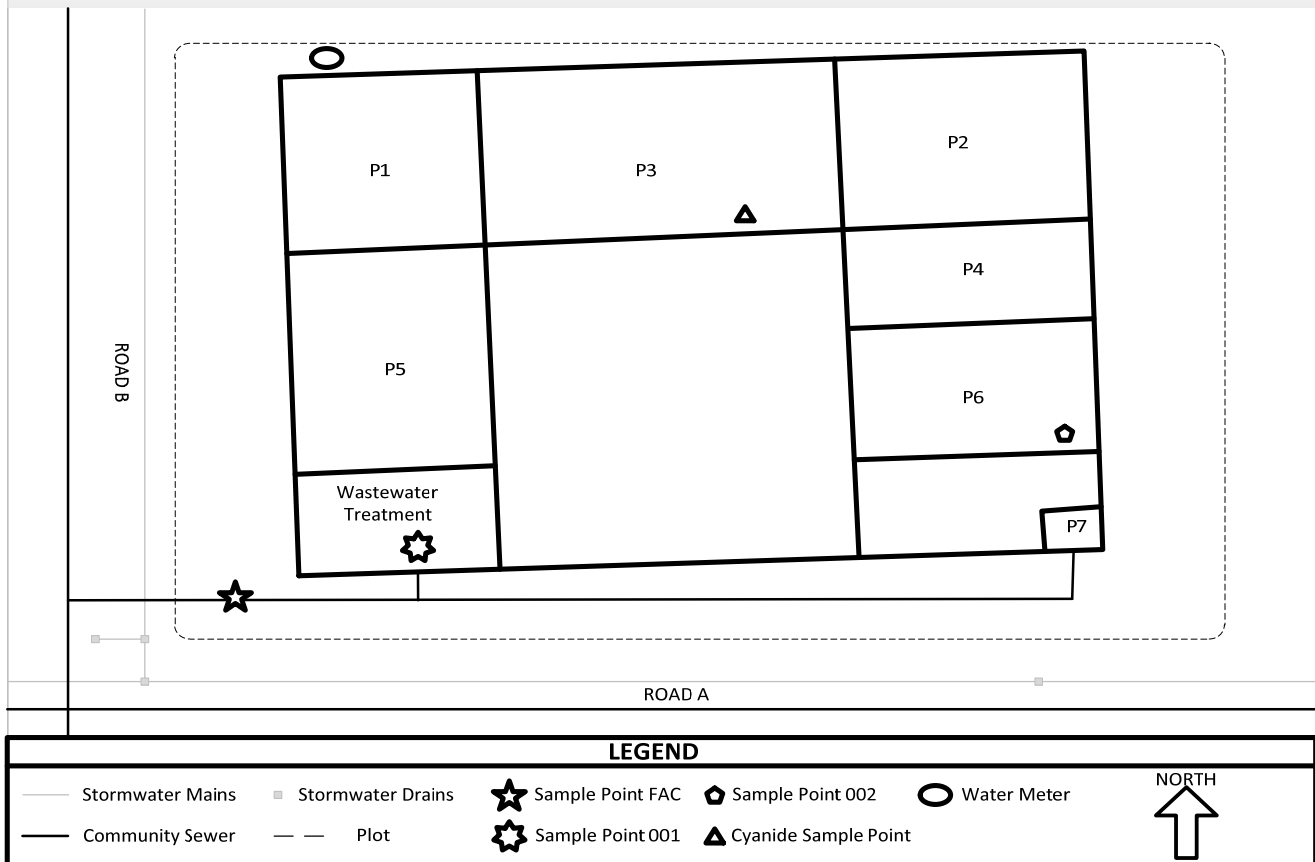 P1
P3
P2
P4
ROAD B
P5
P6
Wastewater
Treatment
P7
ROAD A
LEGEND
Stormwater Mains
Stormwater Drains
Sample Point FAC
Sample Point 002
Water Meter
NORTH
Community Sewer
Plot
Sample Point 001
Cyanide Sample Point